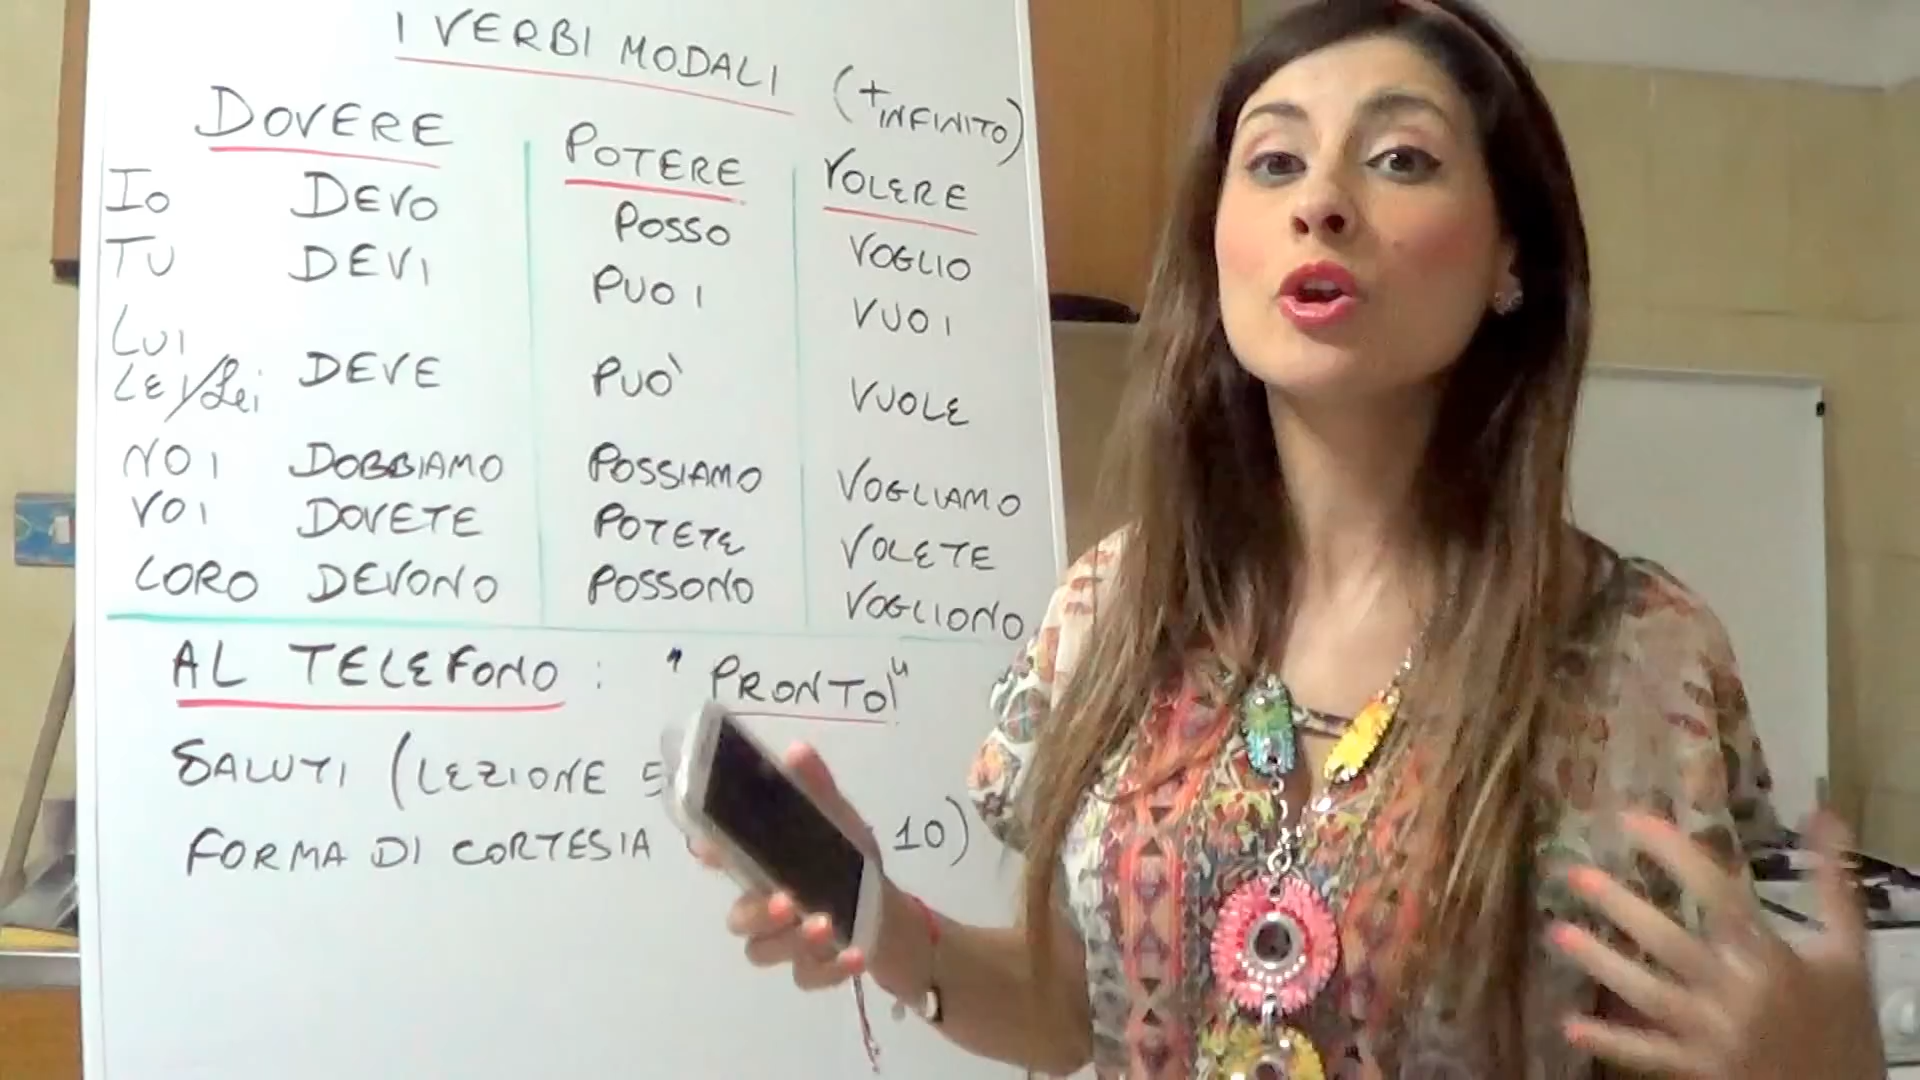 I VERBI MODALI (+ INFINITO)
DOVERE POTERE VOLERE
IO DEVO POSSO VOGLIO
TU DEVI PUOI VUOI
LUI
LEI/Lei DEVE PUÒ VUOLE
NOI DOBBIAMO POSSIAMO VOGLIAMO
VOI DOVETE POTETE VOLETE
LORO DEVONO POSSONO VOGLIONO
AL TELEFONO : "PRONTO!"
SALUTI (LEZIONE 5
FORMA DI CORTESIA 10)